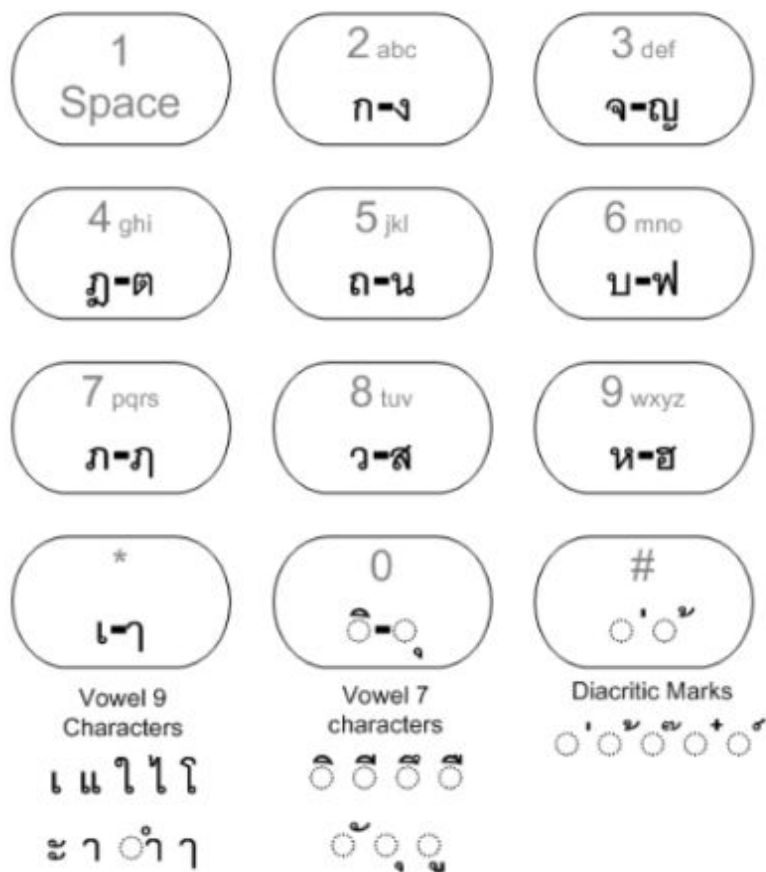 1
Space
2 abc
ก-ง
3 def
จ-ญ
4 ghi
ฎ-ต
5 jkl
ถ-น
6 mno
บ-ฟ
7 pqrs
ภ-ฦ
8 tuv
ว-ส
9 wxyz
ห-ฮ
*
เ-ๅ
0
◌ิ-◌ุ
#
◌่ ◌้
Vowel 9
Characters
เ แ ใ ไ โ
ะ า ◌ำ ๅ
Vowel 7
characters
◌ิ ◌ี ◌ึ ◌ื
◌ั ◌ุ ◌ู
Diacritic Marks
◌่ ◌้ ◌๊ ◌๋ ◌์